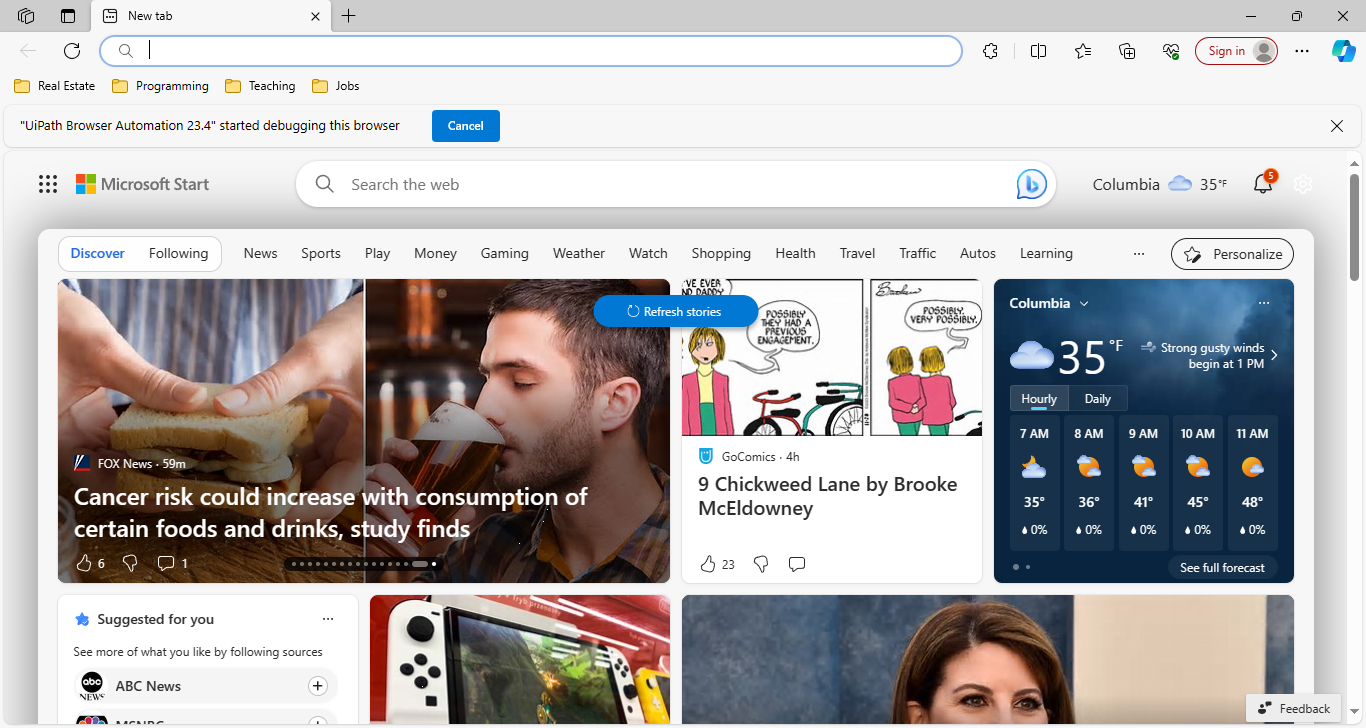 New tab
Sign in
Real Estate
Programming
Teaching
Jobs
"UiPath Browser Automation 23.4" started debugging this browser
Cancel
Microsoft Start
Search the web
Columbia
35°F
5
Discover
Following
News
Sports
Play
Money
Gaming
Weather
Watch
Shopping
Health
Travel
Traffic
Autos
Learning
Personalize
Refresh stories
FOX News · 59m
Cancer risk could increase with consumption of
certain foods and drinks, study finds
6
1
'VE EVER
POSSIBLY
THEY HAD A
PREVIOUS
ENGAGEMENT.
POSSIBLY.
VERY POSSIBLY.
GoComics · 4h
9 Chickweed Lane by Brooke
McEldowney
23
Columbia
35°F
Strong gusty winds
begin at 1 PM
Hourly
Daily
7 AM
8 AM
9 AM
10 AM
11 AM
35°
36°
41°
45°
48°
0%
0%
0%
0%
0%
See full forecast
Suggested for you
See more of what you like by following sources
abc
NEWS
ABC News
MSNBC
Feedback